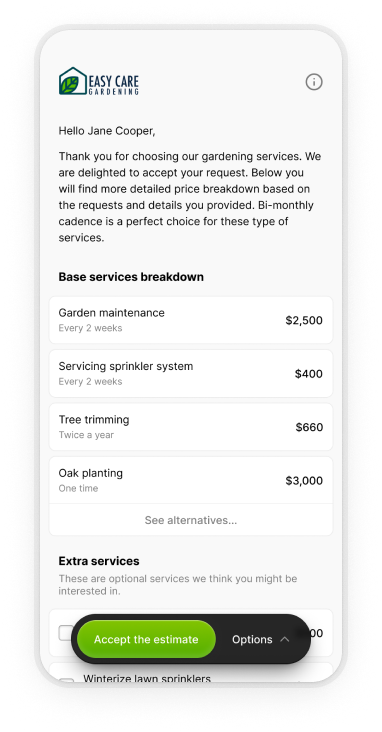 EASY CARE
GARDENING
Hello Jane Cooper,
Thank you for choosing our gardening services. We
are delighted to accept your request. Below you
will find more detailed price breakdown based on
the requests and details you provided. Bi-monthly
cadence is a perfect choice for these type of
services.
Base services breakdown
Garden maintenance
Every 2 weeks
$2,500
Servicing sprinkler system
Every 2 weeks
$400
Tree trimming
Twice a year
$660
Oak planting
One time
$3,000
See alternatives...
Extra services
These are optional services we think you might be
interested in.
Accept the estimate
Options
Winterize lawn sprinklers